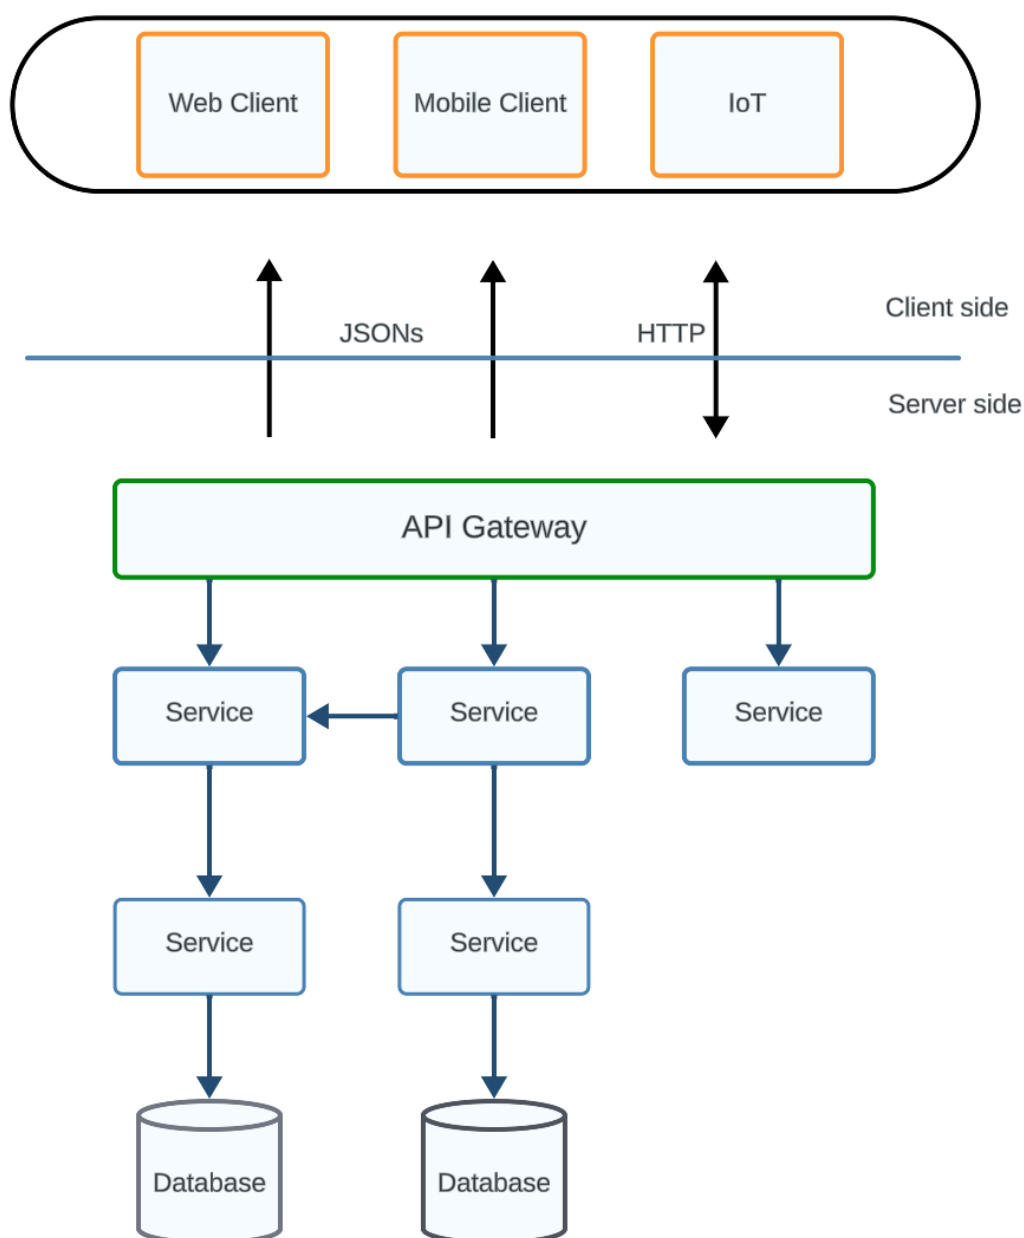 Web Client
Mobile Client
IoT
JSONs
HTTP
Client side
Server side
API Gateway
Service
Service
Service
Service
Service
Database
Database